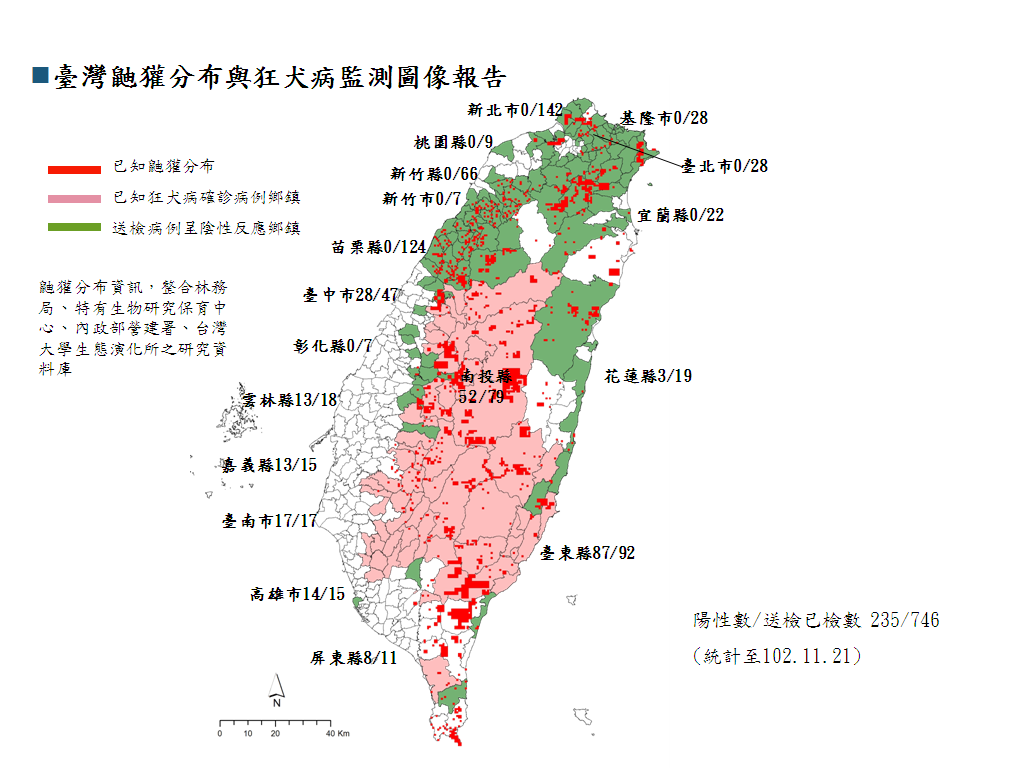 臺灣鼬獾分布與狂犬病監測圖像報告
新北市0/142
基隆市0/28
桃園縣0/9
臺北市0/28
已知鼬獾分布
新竹縣0/66
已知狂犬病確診病例鄉鎮
新竹市0/7
宜蘭縣0/22
送檢病例呈陰性反應鄉鎮
苗栗縣0/124
鼬獾分布資訊，整合林務
局、特有生物研究保育中
心、內政部營建署、台灣
大學生態演化所之研究資
料庫
臺中市28/47
彰化縣0/7
南投縣
52/79
花蓮縣3/19
雲林縣13/18
嘉義縣13/15
臺南市17/17
臺東縣87/92
高雄市14/15
陽性數/送檢已檢數 235/746
(統計至102.11.21)
屏東縣8/11
N
0 10 20 40 Km